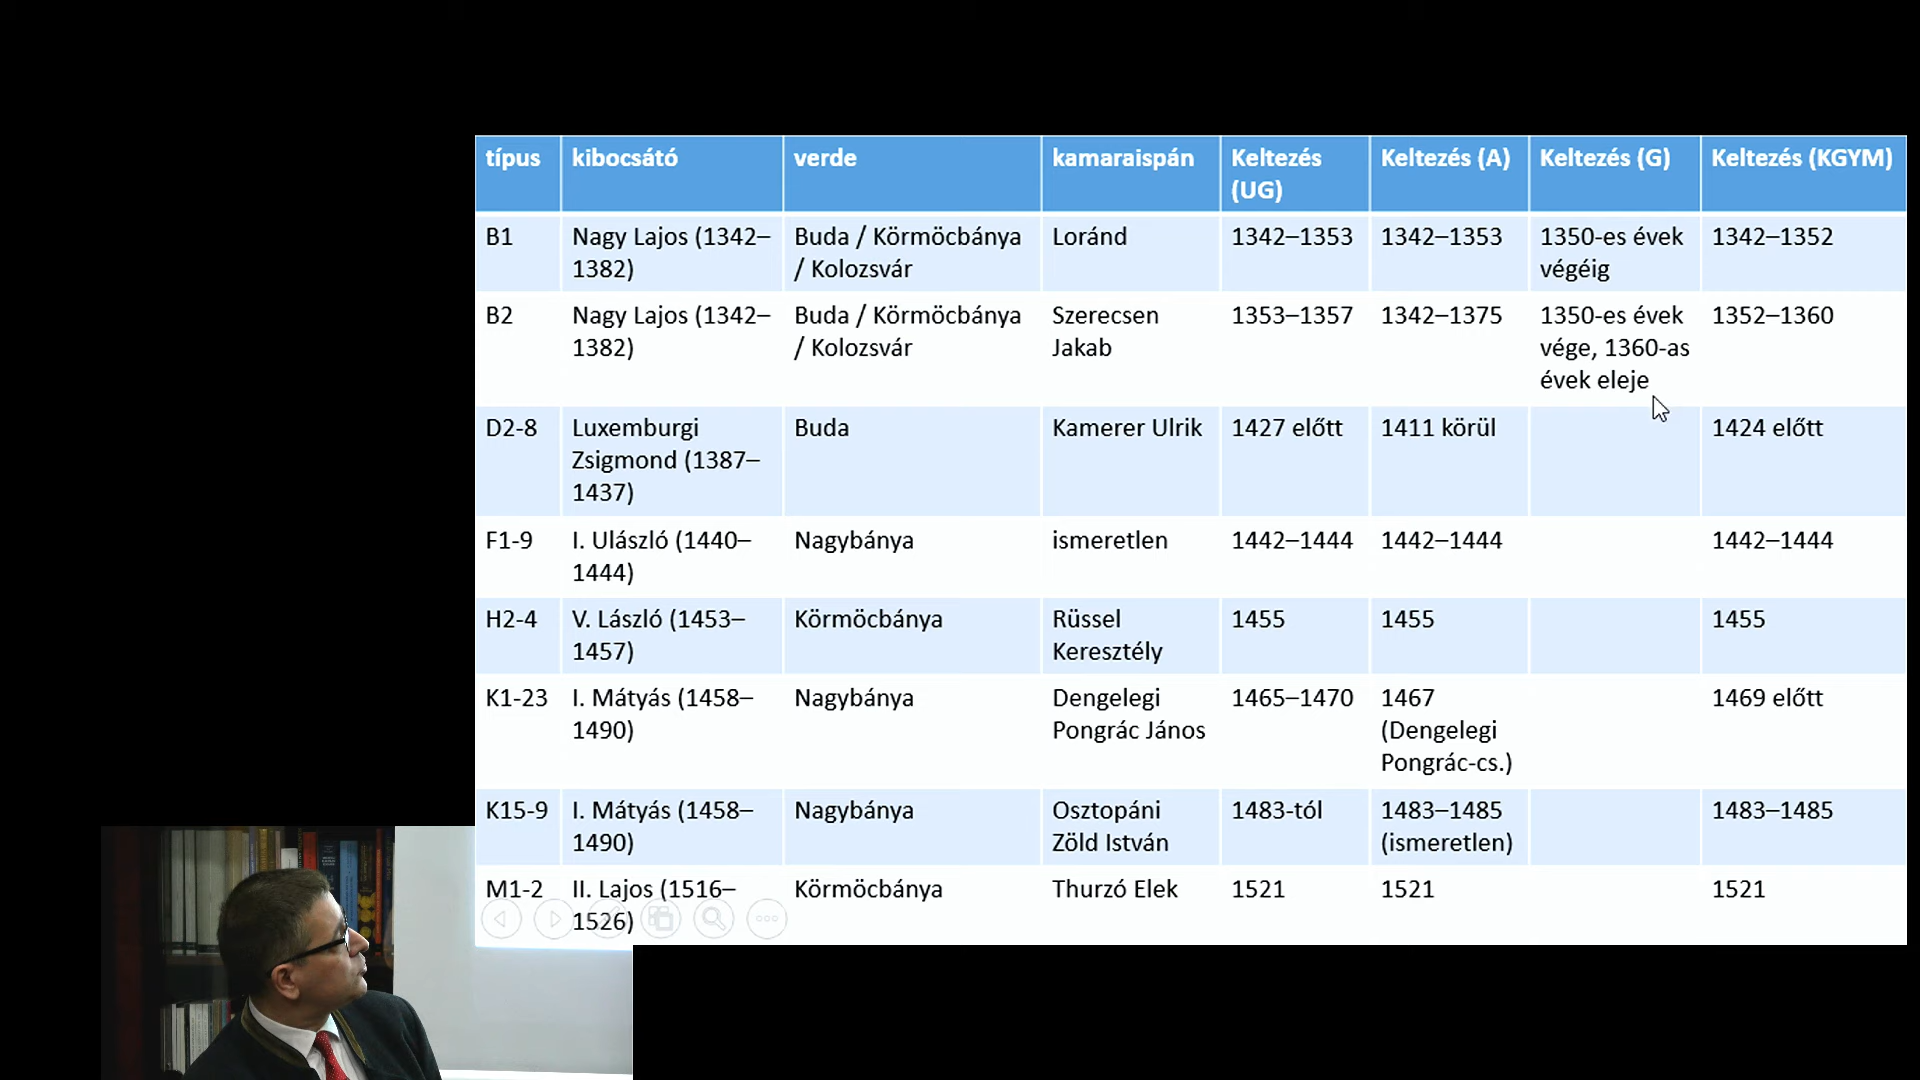 típus kibocsátó verde kamaraispán Keltezés (UG) Keltezés (A) Keltezés (G) Keltezés (KGYM)
B1 Nagy Lajos (1342–1382) Buda / Körmöcbánya / Kolozsvár Loránd 1342–1353 1342–1353 1350-es évek végéig 1342–1352
B2 Nagy Lajos (1342–1382) Buda / Körmöcbánya / Kolozsvár Szerecsen Jakab 1353–1357 1342–1375 1350-es évek vége, 1360-as évek eleje 1352–1360
D2-8 Luxemburgi Zsigmond (1387–1437) Buda Kamerer Ulrik 1427 előtt 1411 körül 1424 előtt
F1-9 I. Ulászló (1440–1444) Nagybánya ismeretlen 1442–1444 1442–1444 1442–1444
H2-4 V. László (1453–1457) Körmöcbánya Rüssel Keresztély 1455 1455 1455
K1-23 I. Mátyás (1458–1490) Nagybánya Dengelegi Pongrác János 1465–1470 1467 (Dengelegi Pongrác-cs.) 1469 előtt
K15-9 I. Mátyás (1458–1490) Nagybánya Osztopáni Zöld István 1483-tól 1483–1485 (ismeretlen) 1483–1485
M1-2 II. Lajos (1516–1526) Körmöcbánya Thurzó Elek 1521 1521 1521